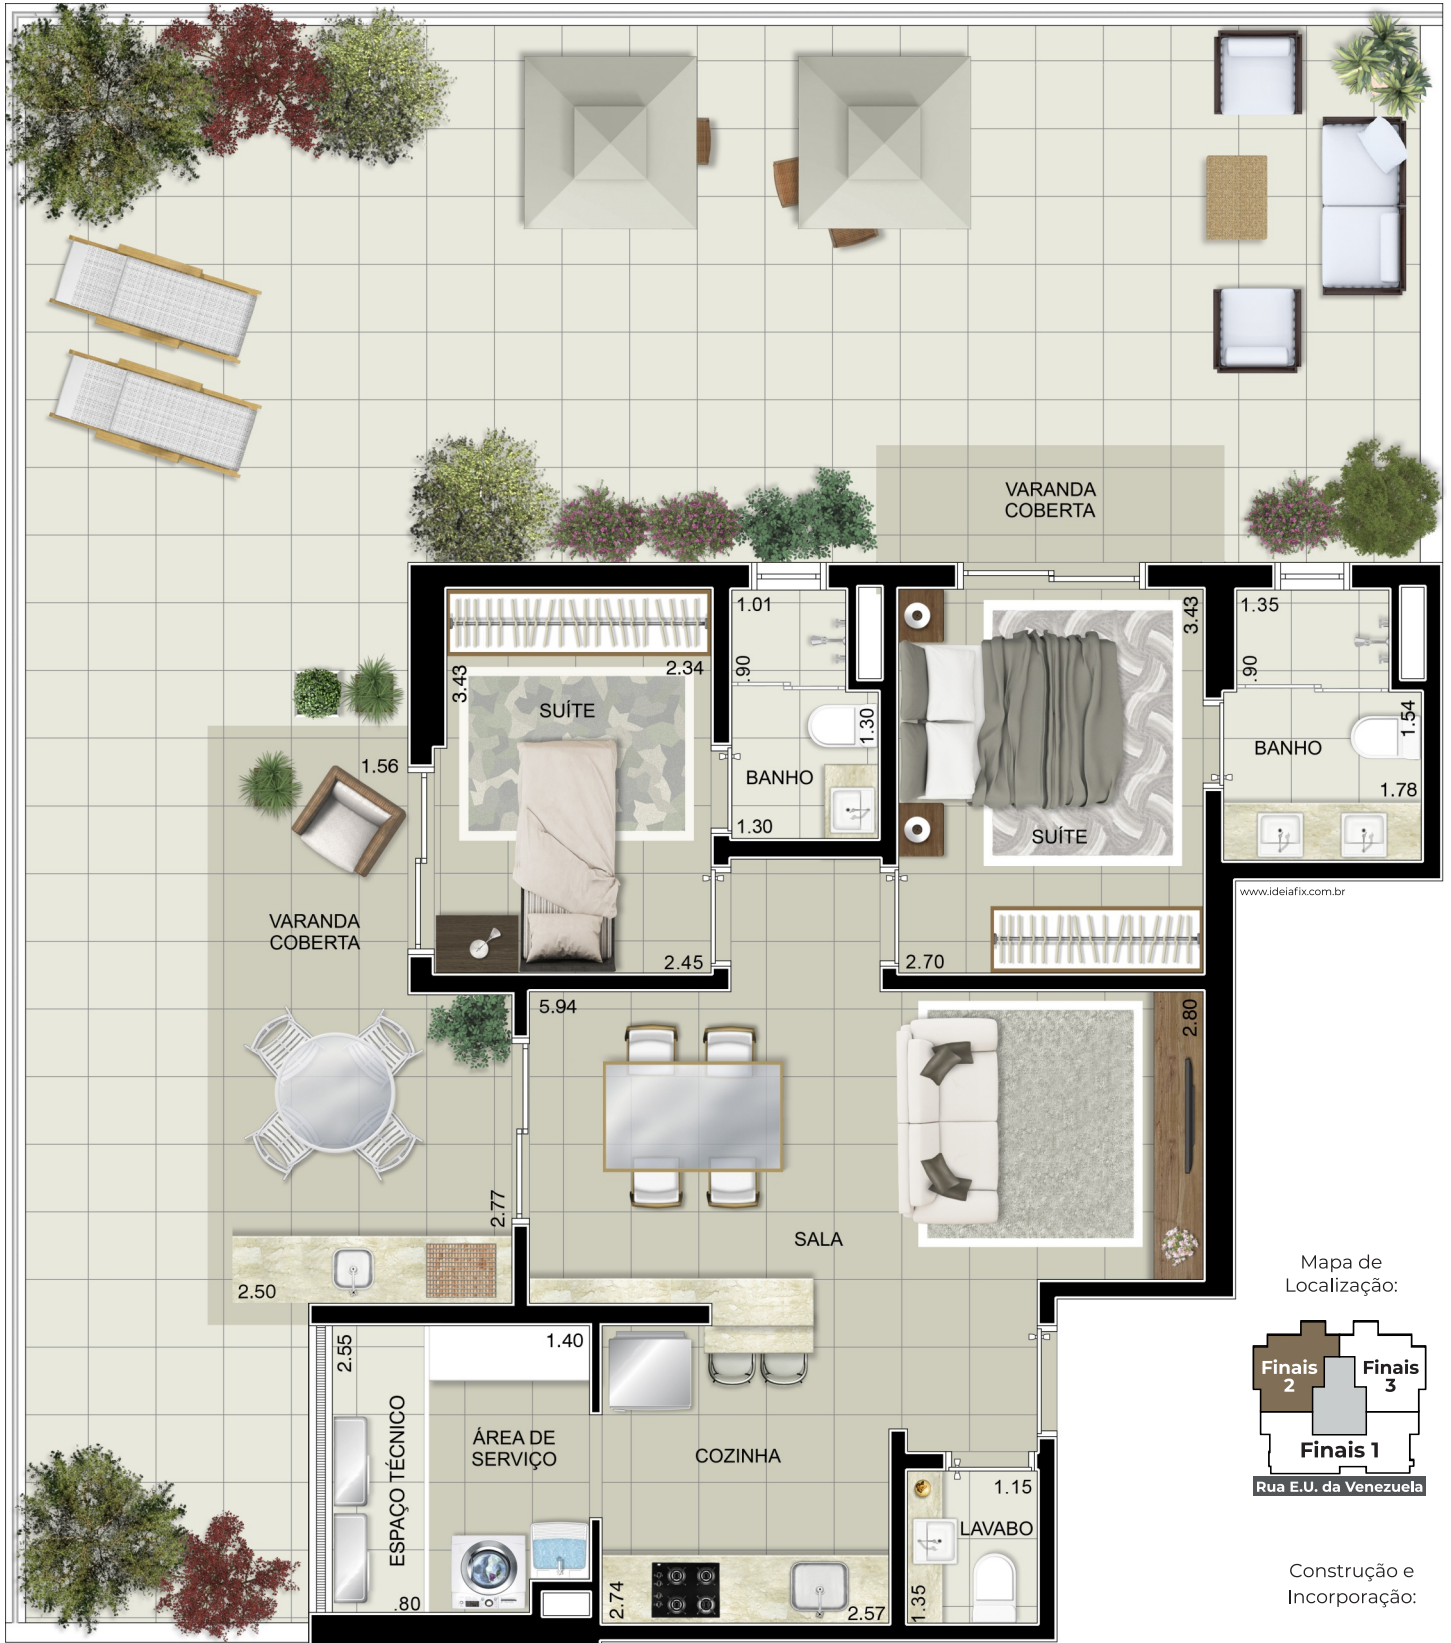 VARANDA
COBERTA
1.01
.90
3.43
2.34
SUÍTE
1.30
BANHO
1.30
2.45
3.43
SUÍTE
2.70
1.35
.90
1.54
BANHO
1.78
www.ideiafix.com.br
1.56
VARANDA
COBERTA
5.94
2.80
2.77
2.50
SALA
2.55
1.40
ESPAÇO TÉCNICO
ÁREA DE
SERVIÇO
.80
COZINHA
2.74
2.57
1.15
LAVABO
1.35
Mapa de
Localização:
Finais
2
Finais
3
Finais 1
Rua E.U. da Venezuela
Construção e
Incorporação: